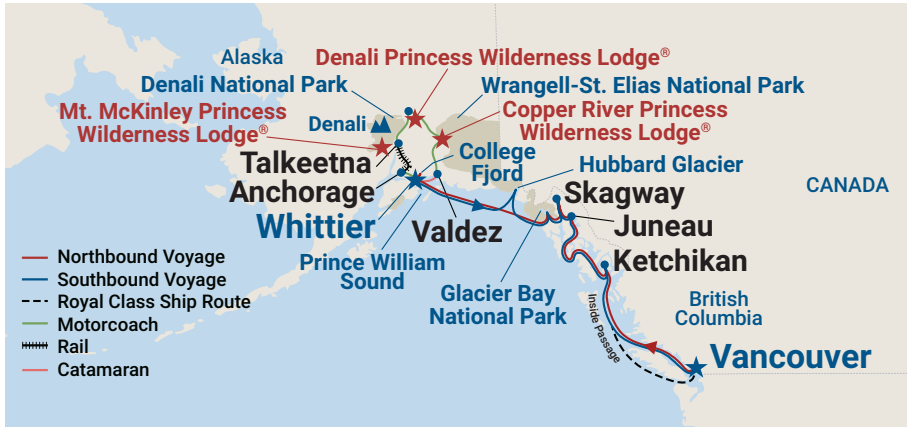 Alaska
Denali Princess Wilderness Lodge®
Denali National Park
Wrangell-St. Elias National Park
Mt. McKinley Princess
Wilderness Lodge®
Denali
Copper River Princess
Wilderness Lodge®
Talkeetna
College
Fjord
Hubbard Glacier
Anchorage
Skagway
CANADA
Whittier
Valdez
Juneau
Prince William
Sound
Ketchikan
Glacier Bay
National Park
Inside Passage
British
Columbia
Vancouver
Northbound Voyage
Southbound Voyage
Royal Class Ship Route
Motorcoach
Rail
Catamaran